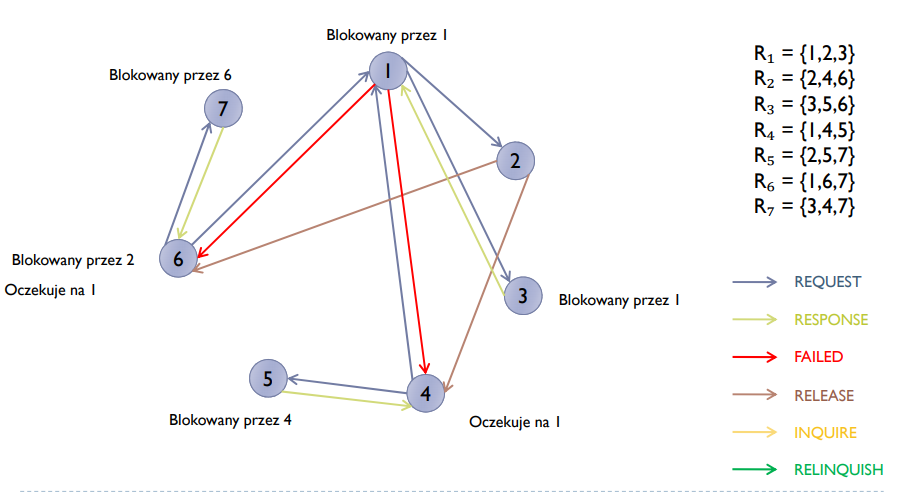 Blokowany przez 1
1
Blokowany przez 6
7
2
Blokowany przez 2
6
Oczekuje na 1
3
Blokowany przez 1
5
4
Blokowany przez 4
Oczekuje na 1
R₁ = {1,2,3}
R₂ = {2,4,6}
R₃ = {3,5,6}
R₄ = {1,4,5}
R₅ = {2,5,7}
R₆ = {1,6,7}
R₇ = {3,4,7}
REQUEST
RESPONSE
FAILED
RELEASE
INQUIRE
RELINQUISH